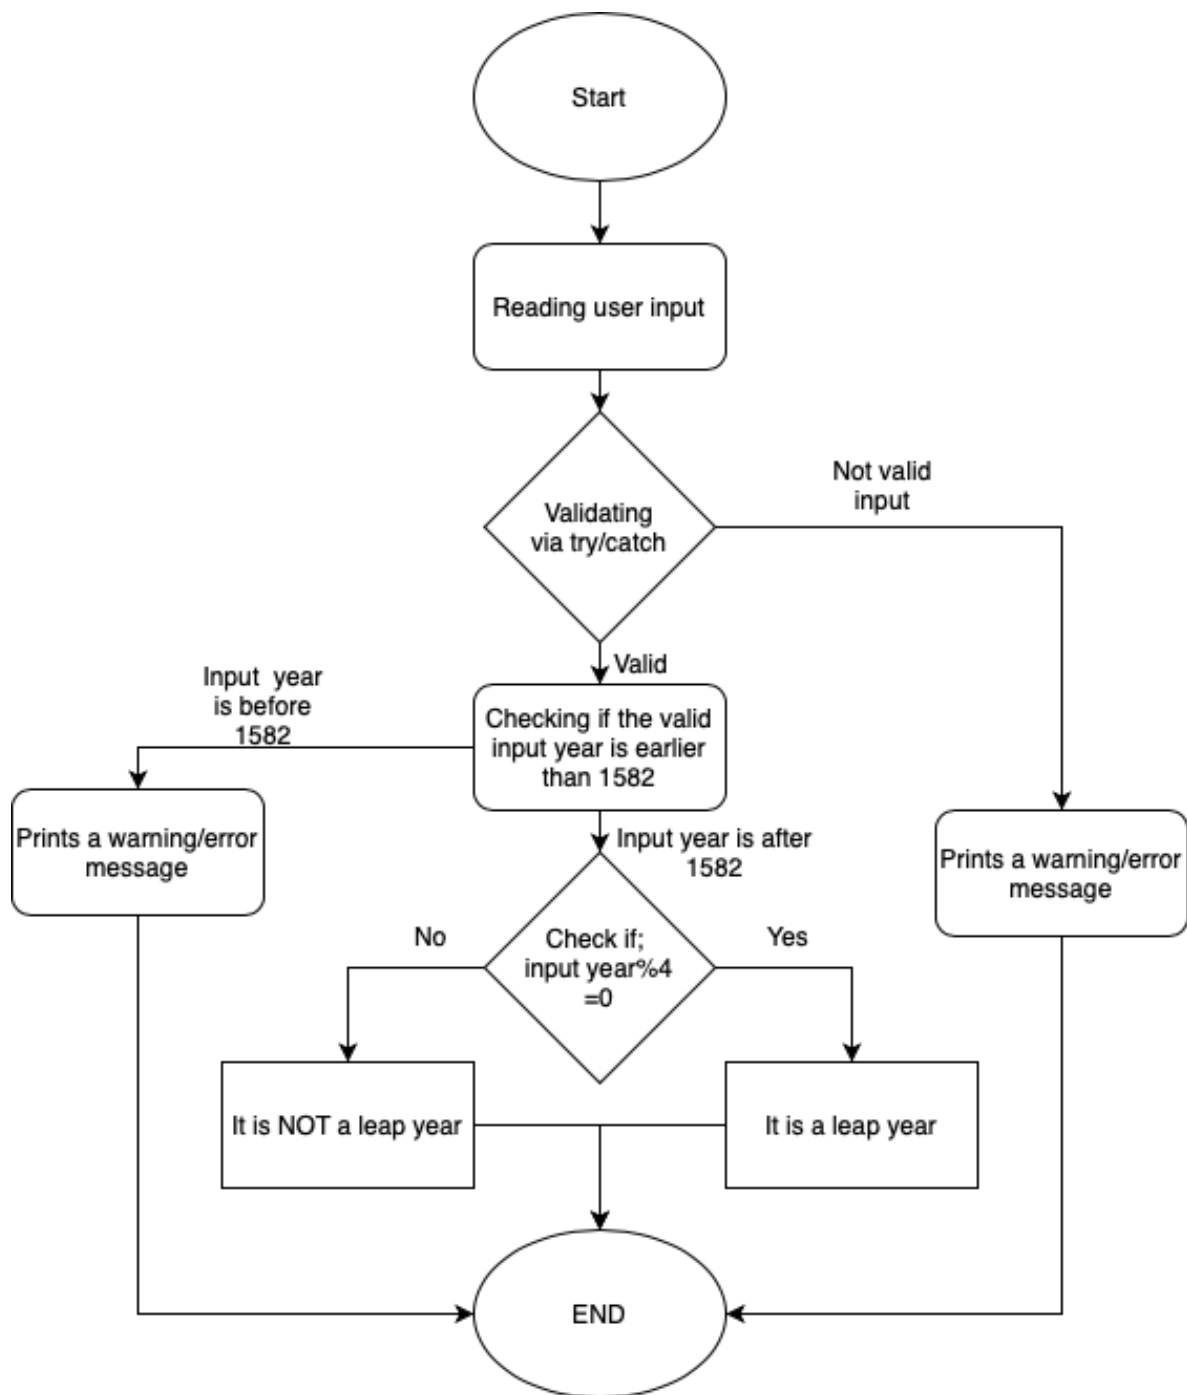 Start
Reading user input
Validating
via try/catch
Not valid
input
Valid
Input year
is before
1582
Checking if the valid
input year is earlier
than 1582
Prints a warning/error
message
Input year is after
1582
Prints a warning/error
message
No
Check if;
input year%4
=0
Yes
It is NOT a leap year
It is a leap year
END